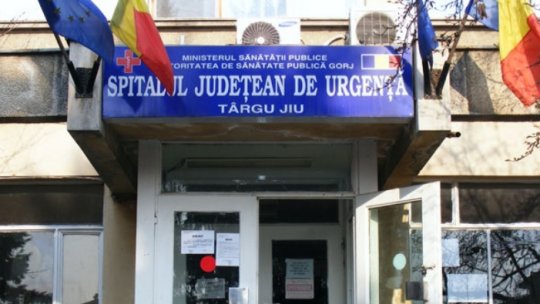 MINISTERUL SĂNĂTĂȚII PUBLICE
AUTORITATEA DE SĂNĂTATE PUBLICĂ GORJ
SPITALUL JUDEȚEAN DE URGENȚĂ
TÂRGU JIU